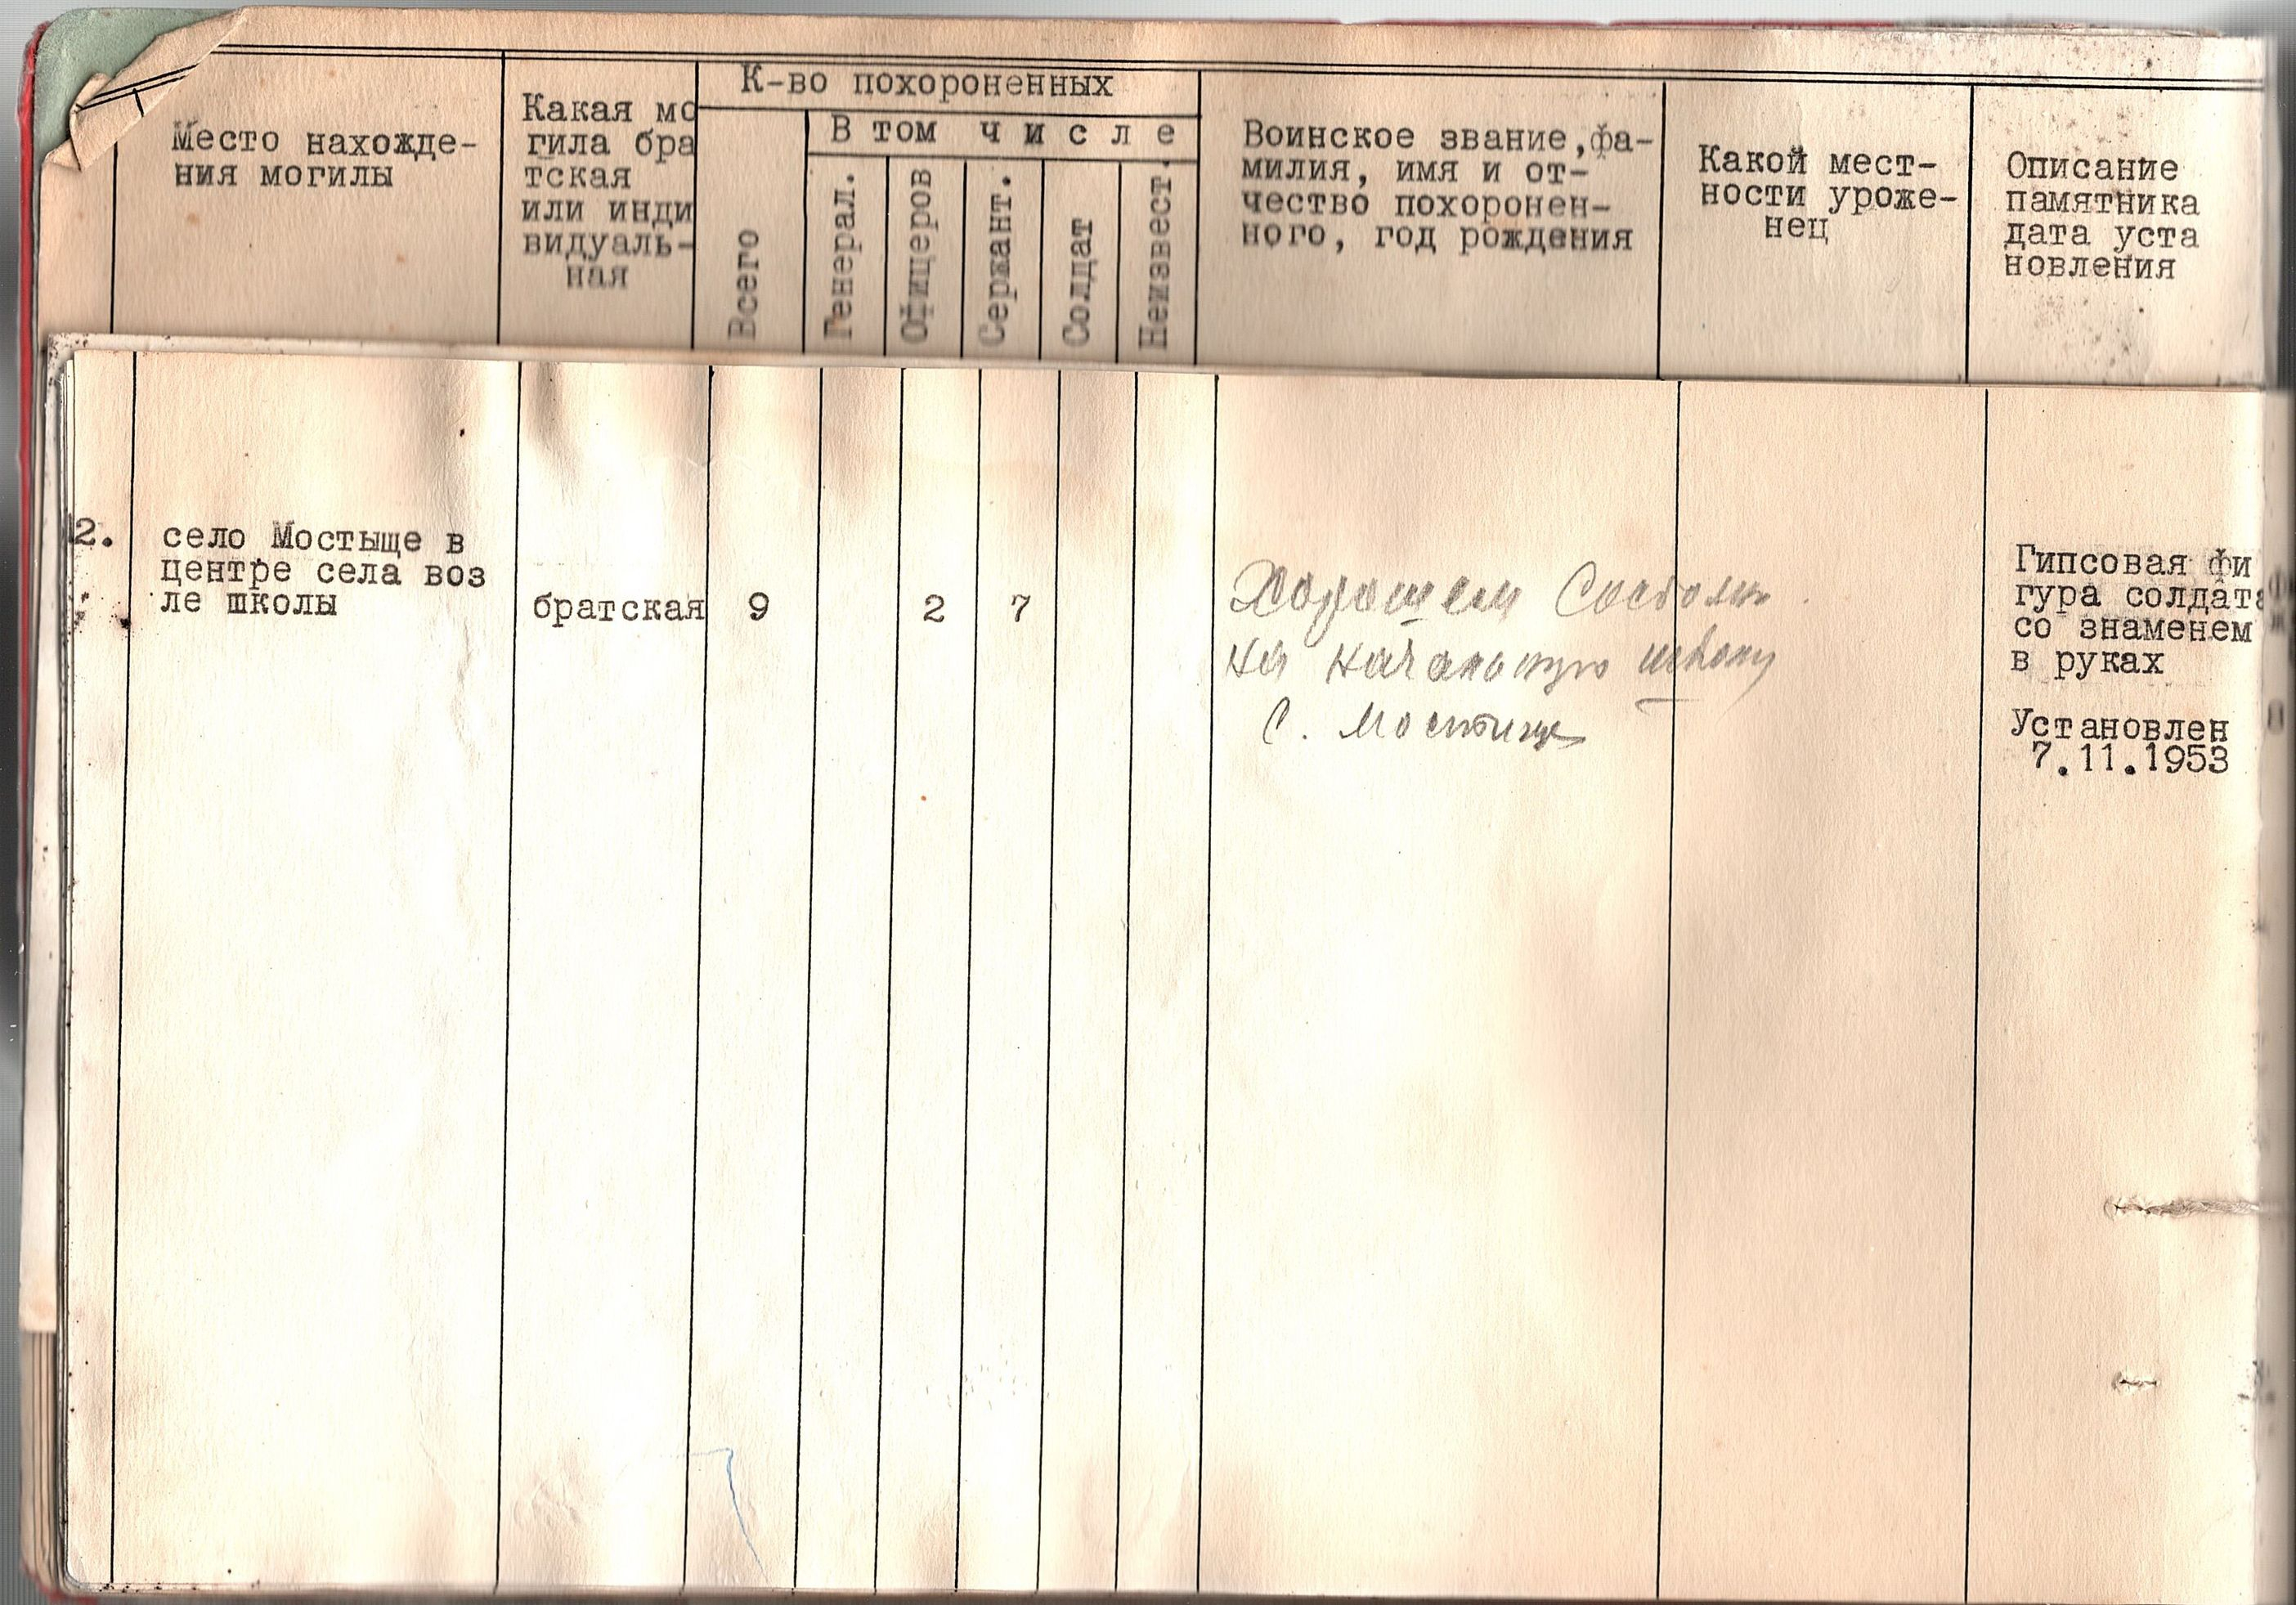 К-во похороненных
В том числе
Место нахожде-
ния могилы
Какая мо
гила бра
тская
или инди
видуаль-
ная
Всего
Генерал.
Офицеров
Сержант.
Солдат
Неизвест.
Воинское звание,фа-
милия, имя и от-
чество похоронен-
ного, год рождения
Какой мест-
ности уроже-
нец
Описание
памятника
дата уста
новления
2.
село Мостыще в
центре села воз
ле школы
братская
9
2
7
Хорошем Состоян.
на начальную школу
С. Мостище
Гипсовая фи
гура солдата
со знаменем
в руках
Установлен
7.11.1953